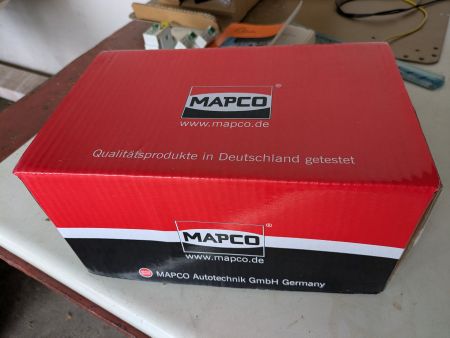 MAPCO®
www.mapco.de
Qualitätsprodukte in Deutschland getestet
MAPCO®
www.mapco.de
MAPCO Autotechnik GmbH Germany